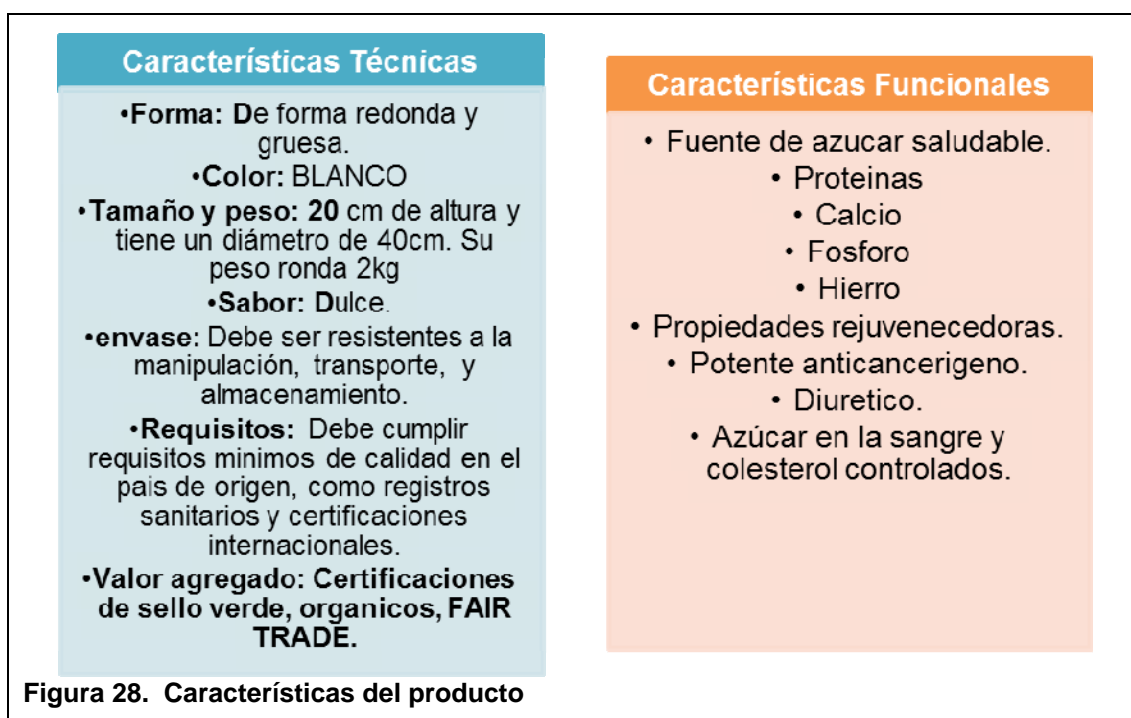 Características Técnicas
•Forma: De forma redonda y
gruesa.
•Color: BLANCO
•Tamaño y peso: 20 cm de altura y
tiene un diámetro de 40cm. Su
peso ronda 2kg
•Sabor: Dulce.
•envase: Debe ser resistentes a la
manipulación, transporte, y
almacenamiento.
•Requisitos: Debe cumplir
requisitos minimos de calidad en el
pais de origen, como registros
sanitarios y certificaciones
internacionales.
•Valor agregado: Certificaciones
de sello verde, organicos, FAIR
TRADE.
Características Funcionales
• Fuente de azucar saludable.
• Proteinas
• Calcio
• Fosforo
• Hierro
• Propiedades rejuvenecedoras.
• Potente anticancerigeno.
• Diuretico.
• Azúcar en la sangre y
colesterol controlados.
Figura 28. Características del producto